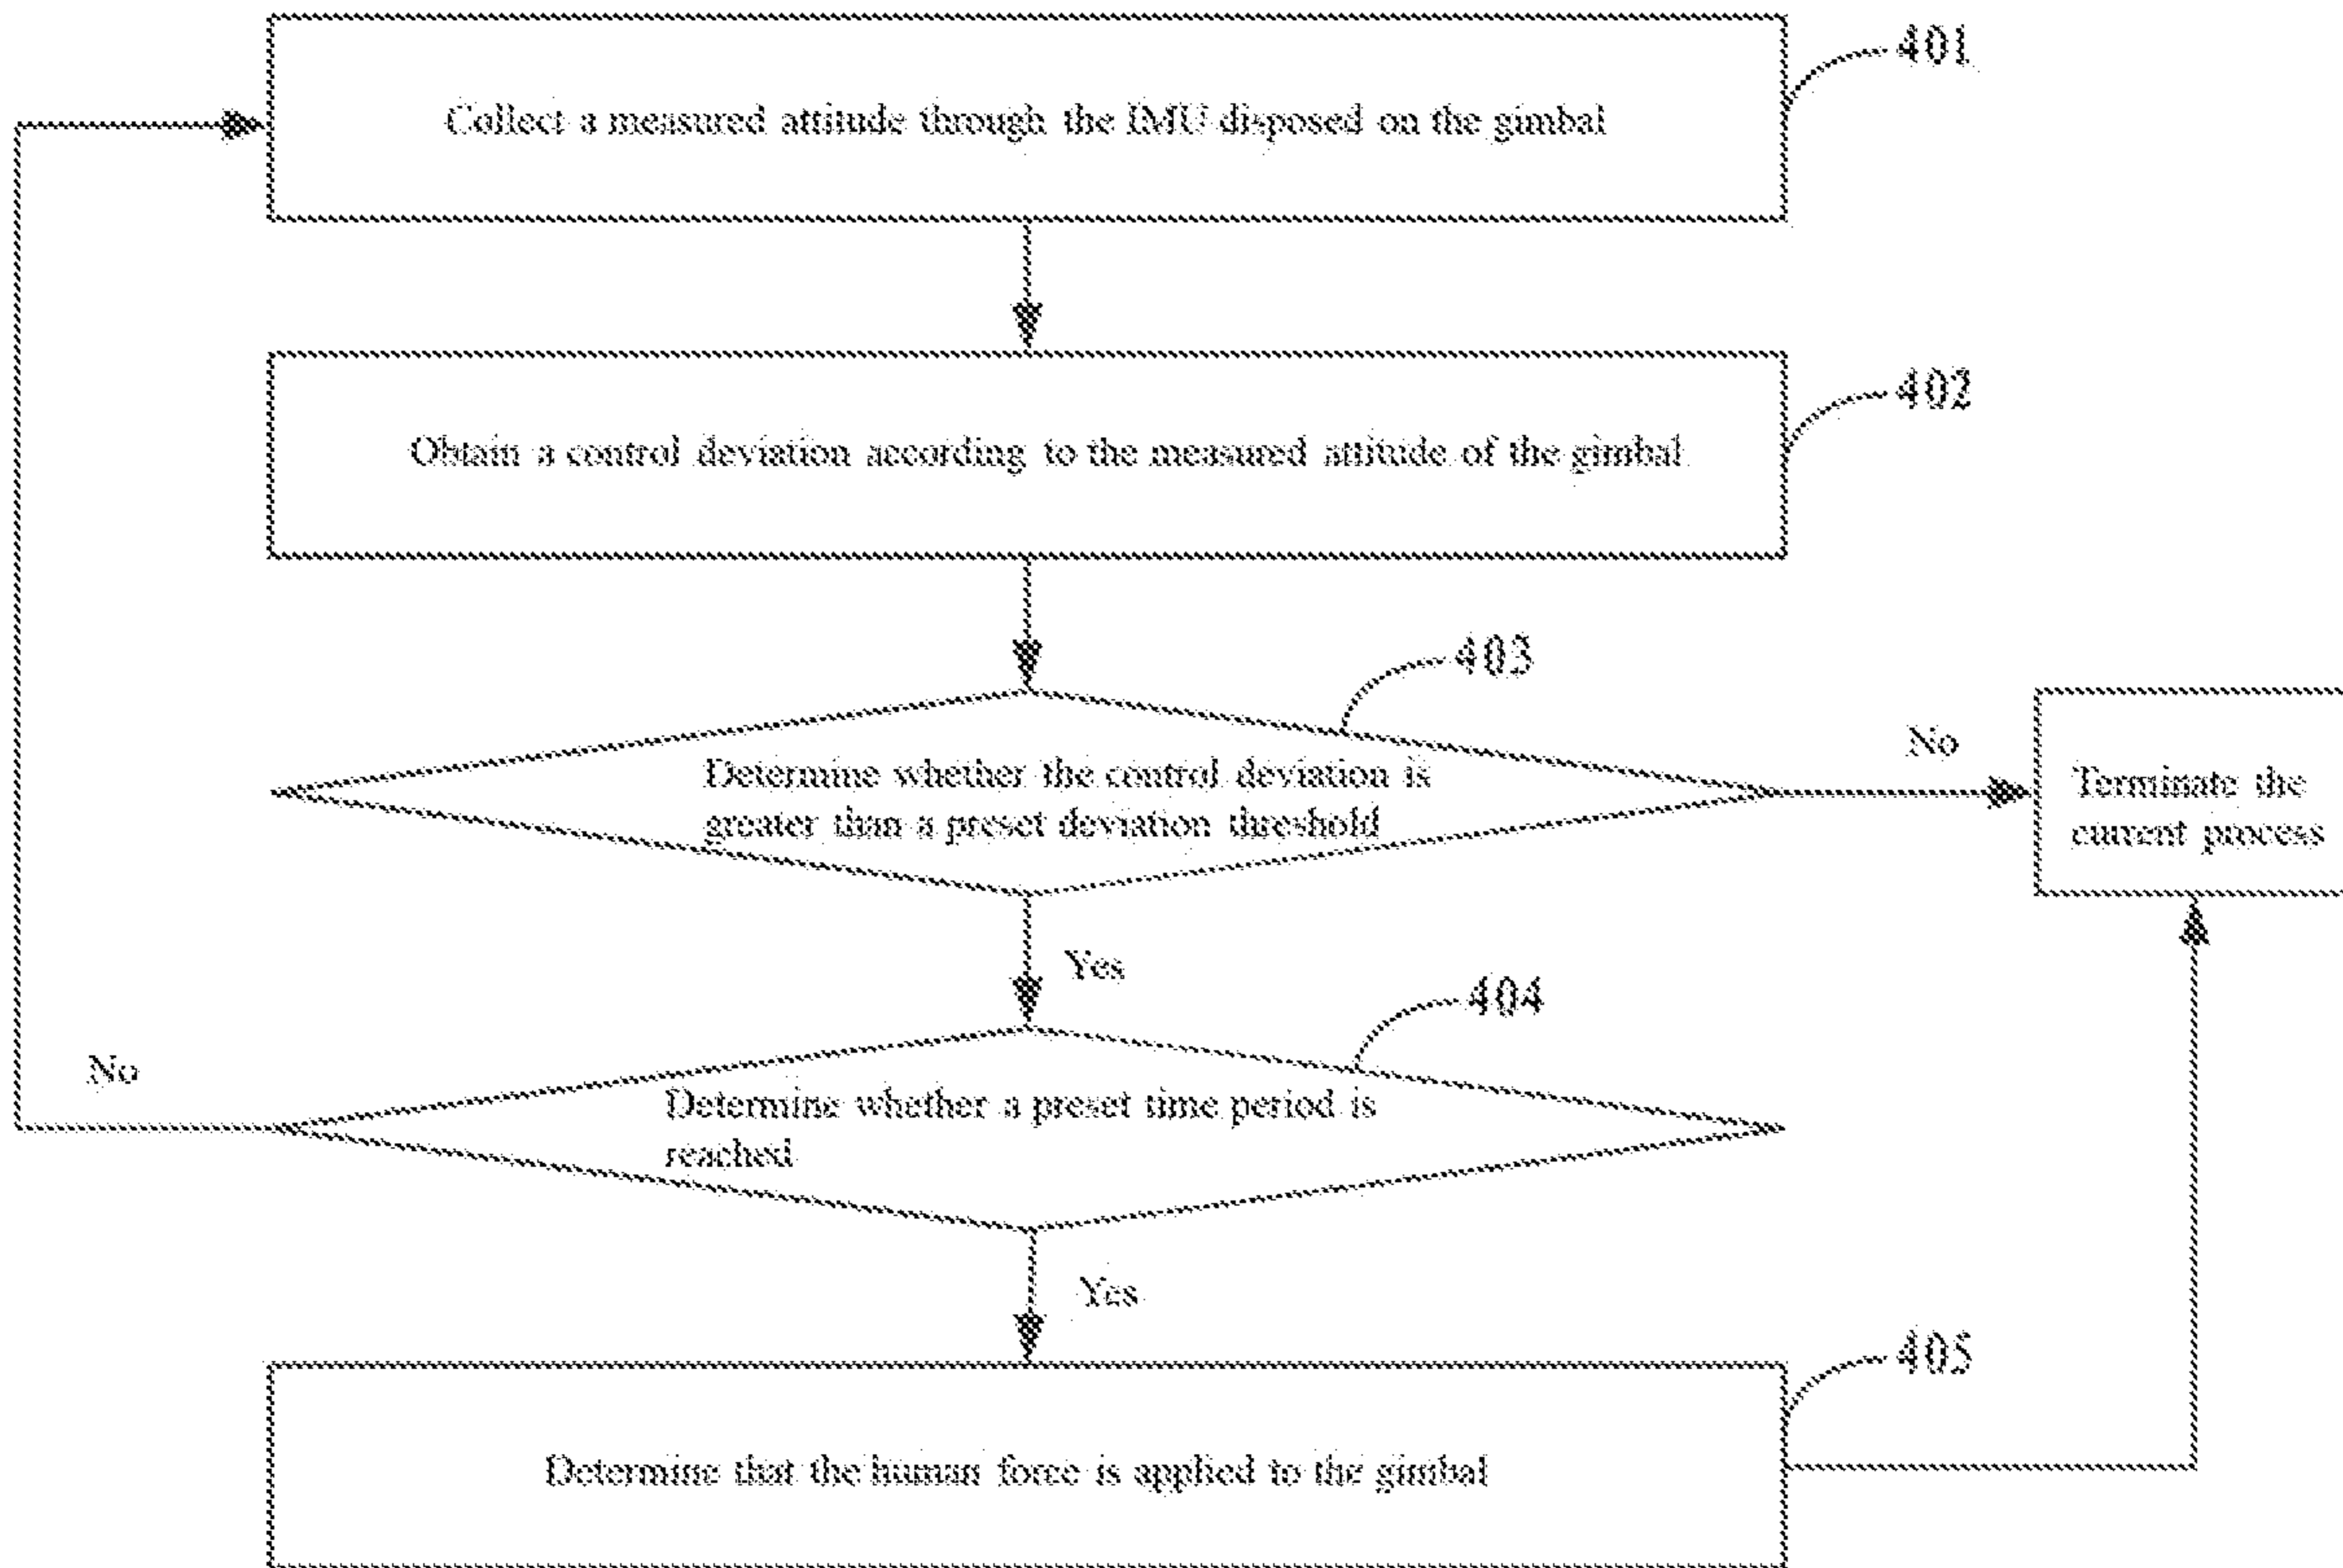 401
Collect a measured attitude through the IMU disposed on the gimbal
402
Obtain a control deviation according to the measured attitude of the gimbal
403
Determine whether the control deviation is
greater than a preset deviation threshold
No
Terminate the
current process
Yes
404
No
Determine whether a preset time period is
reached
Yes
405
Determine that the human force is applied to the gimbal